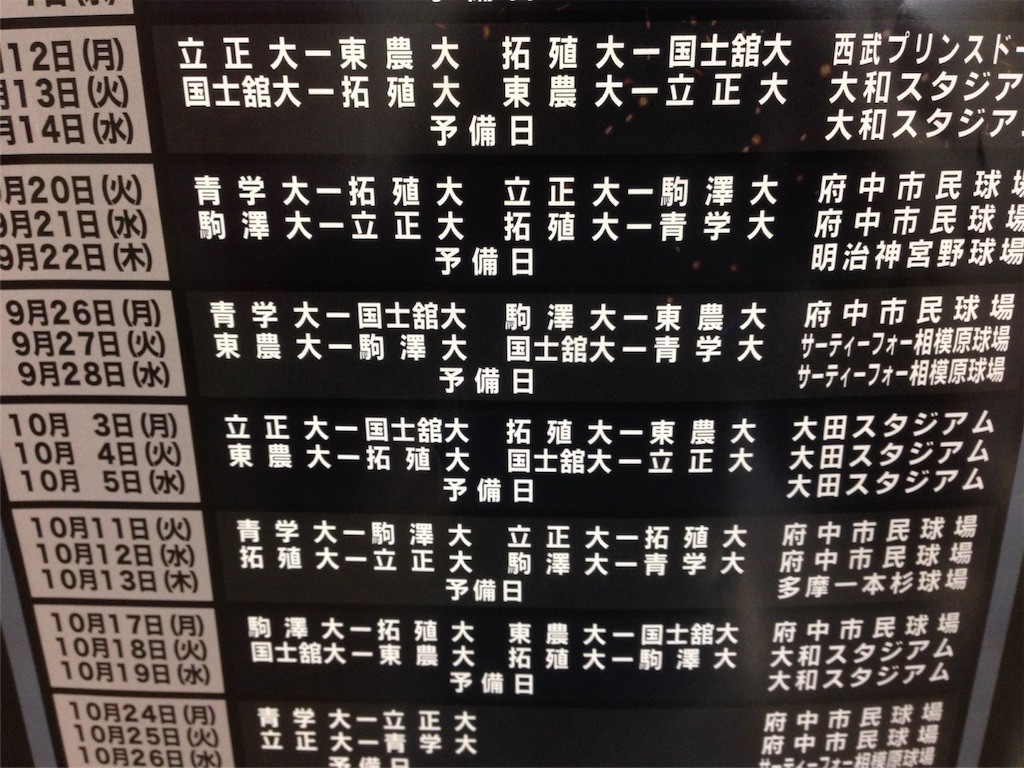 12日(月) 立正大ー東農大 拓殖大ー国士舘大 西武プリンスド
13日(火) 国士舘大ー拓殖大 東農大ー立正大 大和スタジア
月14日(水) 予備日 大和スタジア
月20日(火) 青学大ー拓殖大 立正大ー駒澤大 府中市民球場
9月21日(水) 駒澤大ー立正大 拓殖大ー青学大 府中市民球場
9月22日(木) 予備日 明治神宮野球場
9月26日(月) 青学大ー国士舘大 駒澤大ー東農大 府中市民球場
9月27日(火) 東農大ー駒澤大 国士舘大ー青学大 サーティーフォー相模原球場
9月28日(水) 予備日 サーティーフォー相模原球場
10月 3日(月) 立正大ー国士舘大 拓殖大ー東農大 大田スタジアム
10月 4日(火) 東農大ー拓殖大 国士舘大ー立正大 大田スタジアム
10月 5日(水) 予備日 大田スタジアム
10月11日(火) 青学大ー駒澤大 立正大ー拓殖大 府中市民球場
10月12日(水) 拓殖大ー立正大 駒澤大ー青学大 府中市民球場
10月13日(木) 予備日 多摩一本杉球場
10月17日(月) 駒澤大ー拓殖大 東農大ー国士舘大 府中市民球場
10月18日(火) 国士舘大ー東農大 拓殖大ー駒澤大 大和スタジアム
10月19日(水) 予備日 大和スタジアム
10月24日(月) 青学大ー立正大 府中市民球場
10月25日(火) 立正大ー青学大 府中市民球場
10月26日(水) 予備日 サーティーフォー相模原球場